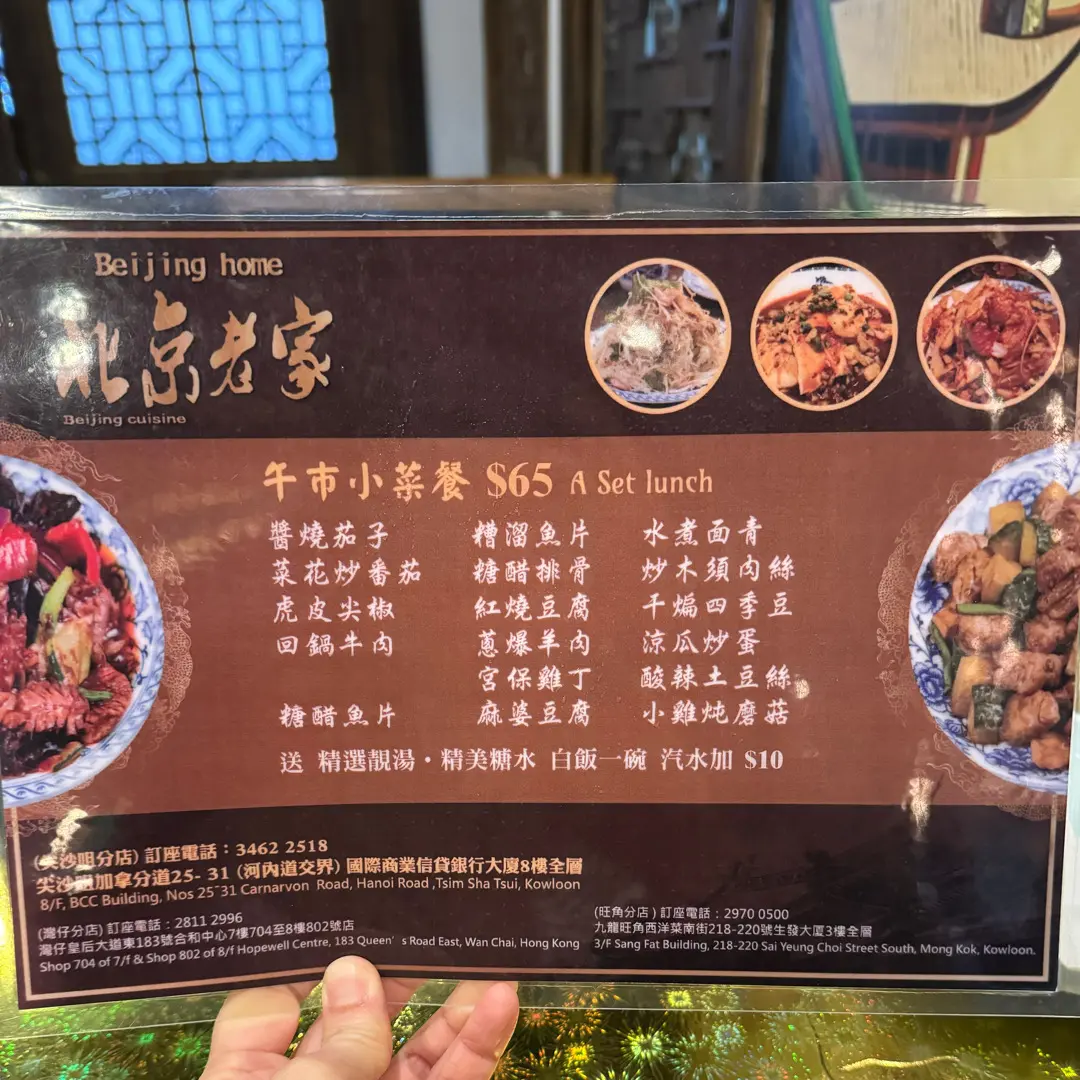 Beijing home
北京老家
Beijing cuisine
午市小菜餐 $65 A Set lunch
醬燒茄子 糟溜魚片 水煮面青
菜花炒番茄 糖醋排骨 炒木須肉絲
虎皮尖椒 紅燒豆腐 干煸四季豆
回鍋牛肉 蔥爆羊肉 涼瓜炒蛋
宮保雞丁 酸辣土豆絲
糖醋魚片 麻婆豆腐 小雞炖磨菇
送 精選靚湯・精美糖水 白飯一碗 汽水加 $10
(尖沙咀分店) 訂座電話：3462 2518
尖沙咀加拿分道25- 31 (河內道交界) 國際商業信貸銀行大廈8樓全層
8/F, BCC Building, Nos 25~31 Carnarvon Road, Hanoi Road ,Tsim Sha Tsui, Kowloon
(灣仔分店) 訂座電話：2811 2996
灣仔皇后大道東183號合和中心7樓704至8樓802號店
Shop 704 of 7/f & Shop 802 of 8/f Hopewell Centre, 183 Queen's Road East, Wan Chai, Hong Kong
(旺角分店) 訂座電話：2970 0500
九龍旺角西洋菜南街218-220號生發大廈3樓全層
3/F Sang Fat Building, 218-220 Sai Yeung Choi Street South, Mong Kok, Kowloon.